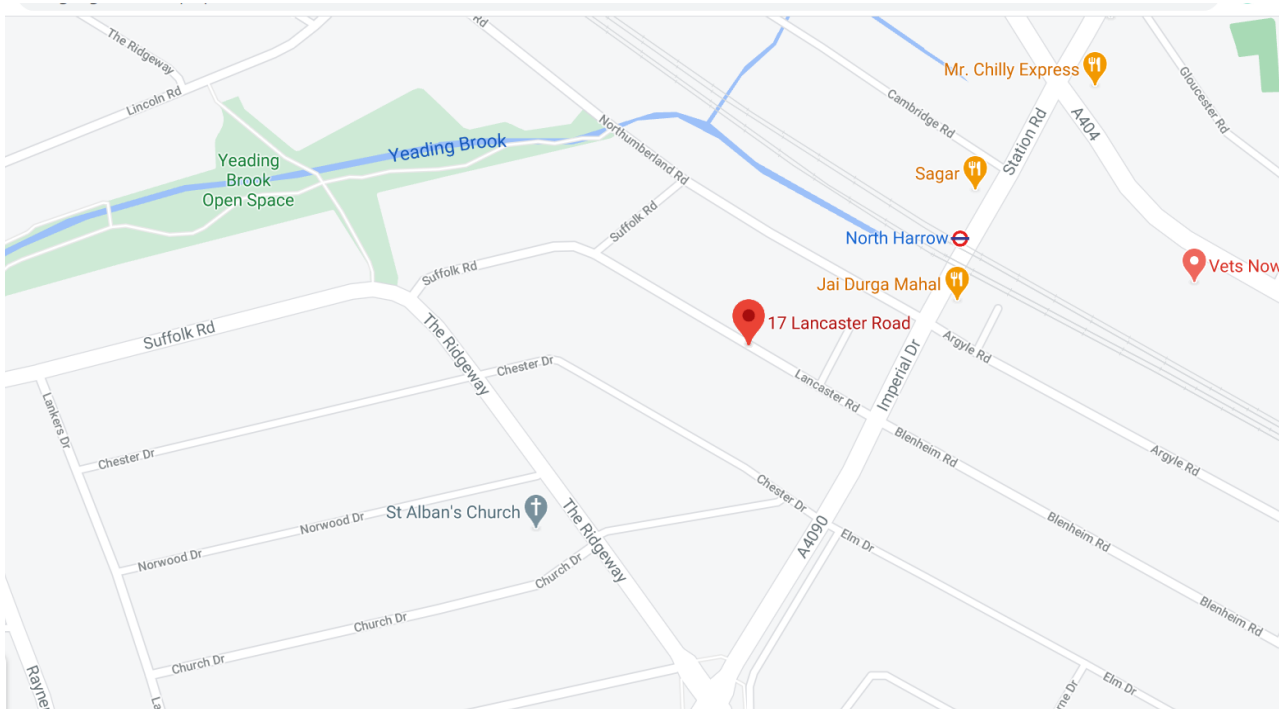 Rd
The Ridgeway
Lincoln Rd
Mr. Chilly Express
Gloucester Rd
Cambridge Rd
A404
Station Rd
Northumberland Rd
Yeading Brook
Yeading
Brook
Open Space
Sagar
Suffolk Rd
North Harrow
Vets Now
Suffolk Rd
Jai Durga Mahal
17 Lancaster Road
Suffolk Rd
The Ridgeway
Argyle Rd
Imperial Dr
Chester Dr
Lancaster Rd
Lankers Dr
Blenheim Rd
Argyle Rd
Chester Dr
Chester Dr
St Alban's Church
Norwood Dr
The Ridgeway
A4090
Elm Dr
Blenheim Rd
Norwood Dr
Church Dr
Church Dr
Blenheim Rd
Church Dr
Elm Dr
Rayne
La
ne Dr